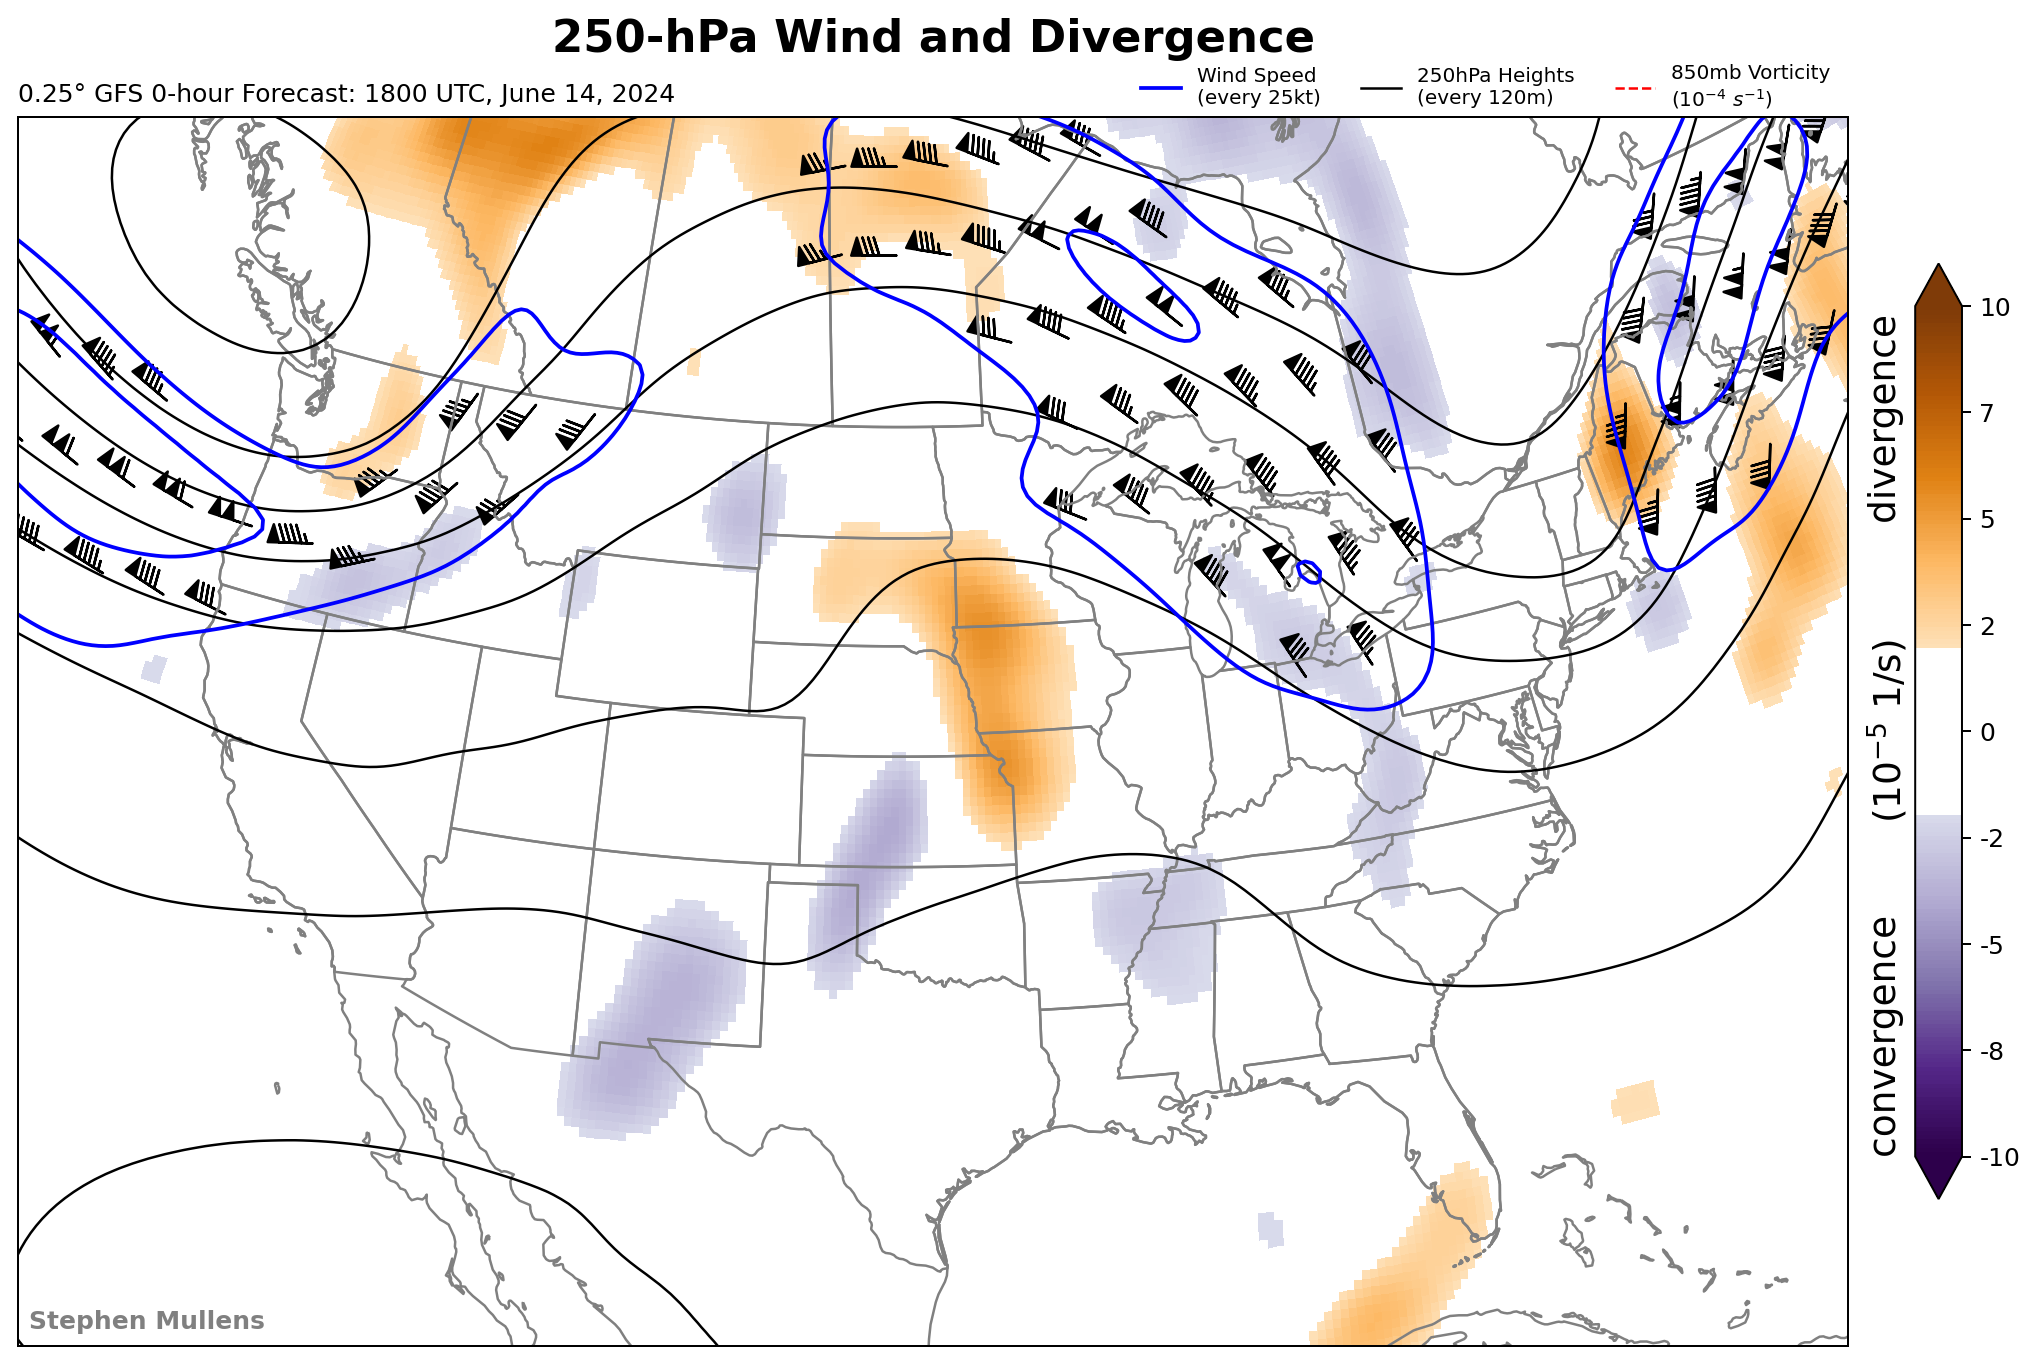 250-hPa Wind and Divergence
0.25° GFS 0-hour Forecast: 1800 UTC, June 14, 2024
Wind Speed
(every 25kt)
250hPa Heights
(every 120m)
850mb Vorticity
(10⁻⁴ s⁻¹)
10
7
5
2
0
-2
-5
-8
-10
convergence (10⁻⁵ 1/s) divergence
Stephen Mullens